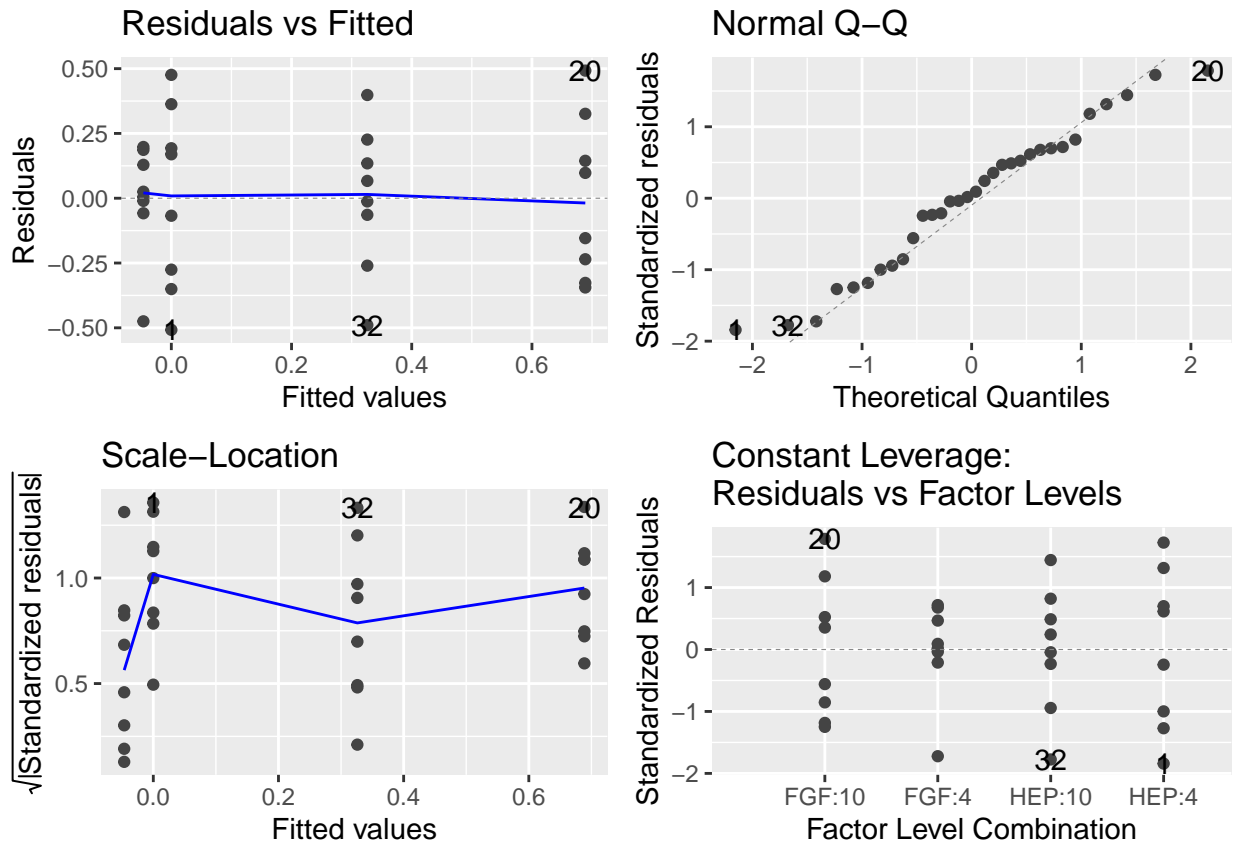 Residuals vs Fitted
20
1
32
0.50
0.25
0.00
−0.25
−0.50
Residuals
0.0 0.2 0.4 0.6
Fitted values
Normal Q−Q
20
1 32
1
0
−1
−2
Standardized residuals
−2 −1 0 1 2
Theoretical Quantiles
Scale−Location
1 32 20
1.0
0.5
√|Standardized residuals|
0.0 0.2 0.4 0.6
Fitted values
Constant Leverage:
Residuals vs Factor Levels
20
32 1
1
0
−1
−2
Standardized Residuals
FGF:10 FGF:4 HEP:10 HEP:4
Factor Level Combination